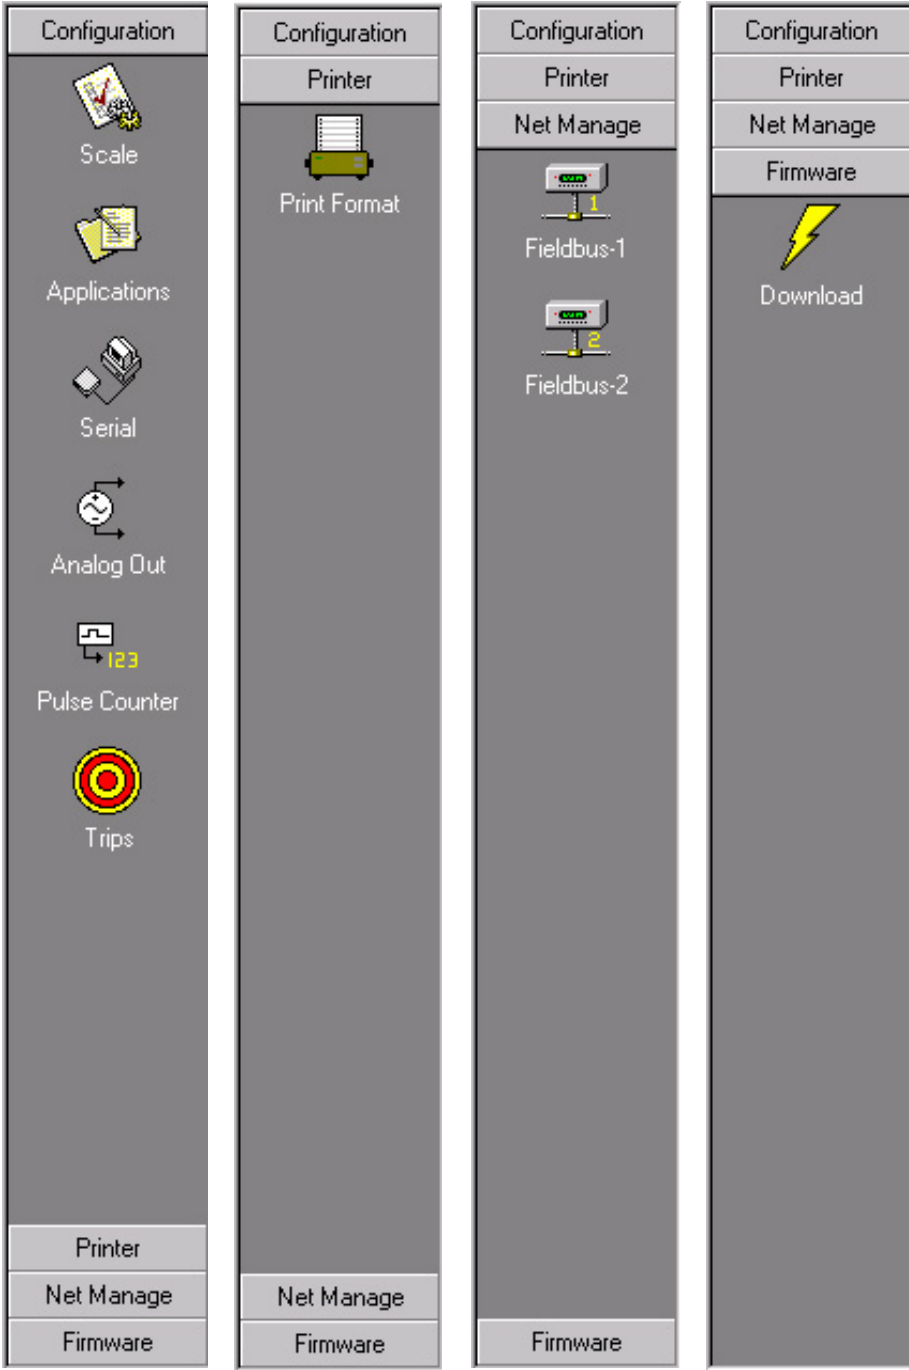 Configuration
Scale
Applications
Serial
Analog Out
123
Pulse Counter
Trips
Printer
Net Manage
Firmware
Configuration
Printer
Print Format
Net Manage
Firmware
Configuration
Printer
Net Manage
1
Fieldbus-1
2
Fieldbus-2
Firmware
Configuration
Printer
Net Manage
Firmware
Download